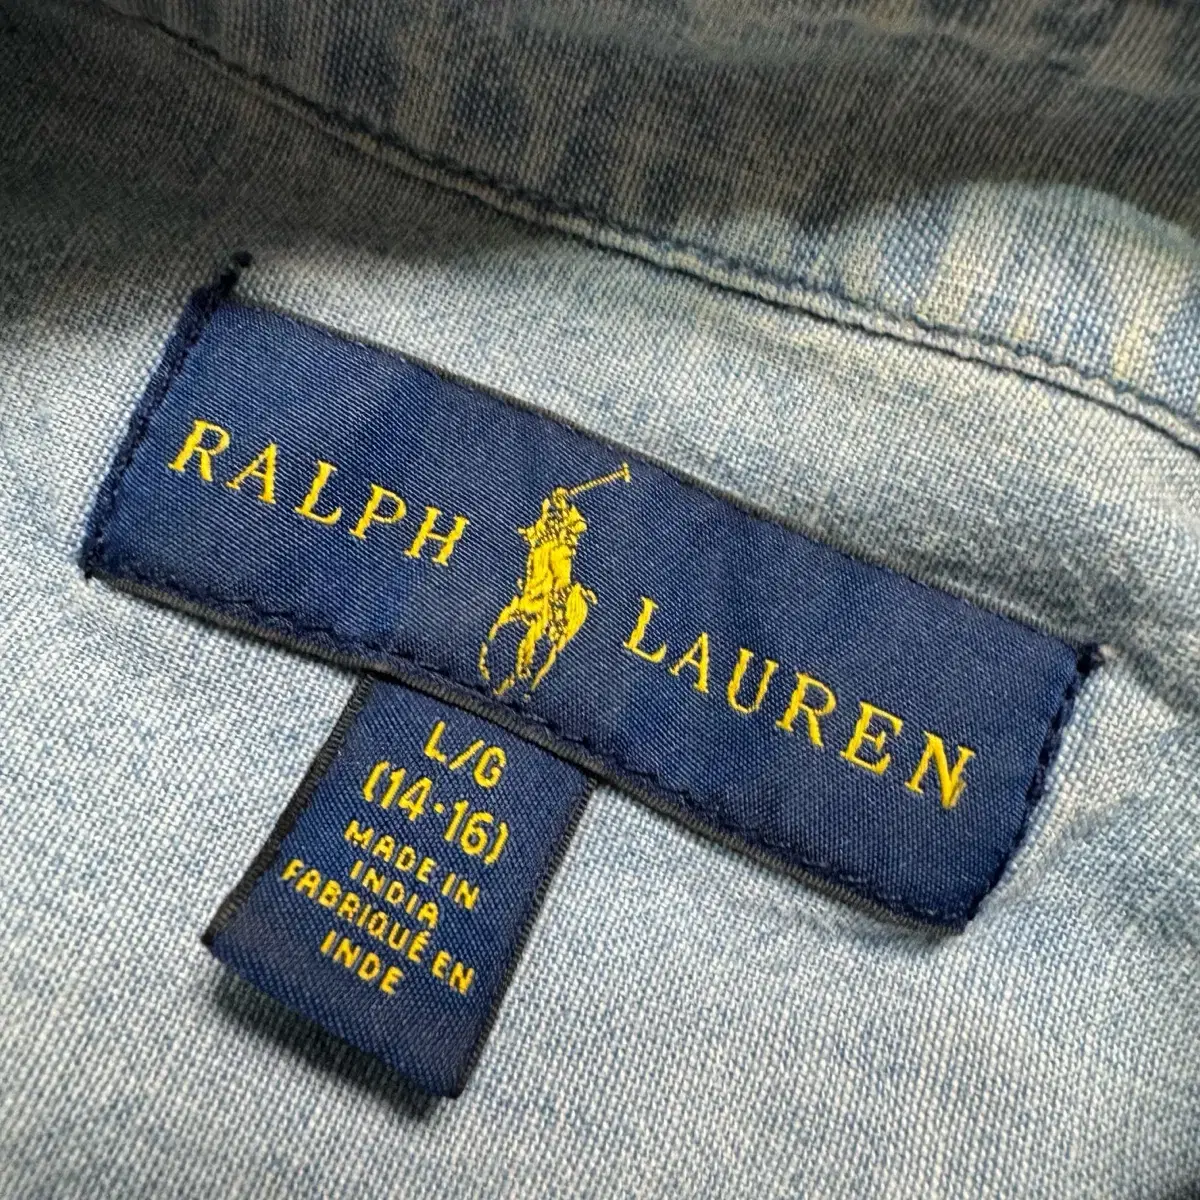 RALPH LAUREN
L/G
(14·16)
MADE IN
INDIA
FABRIQUÉ EN
INDE